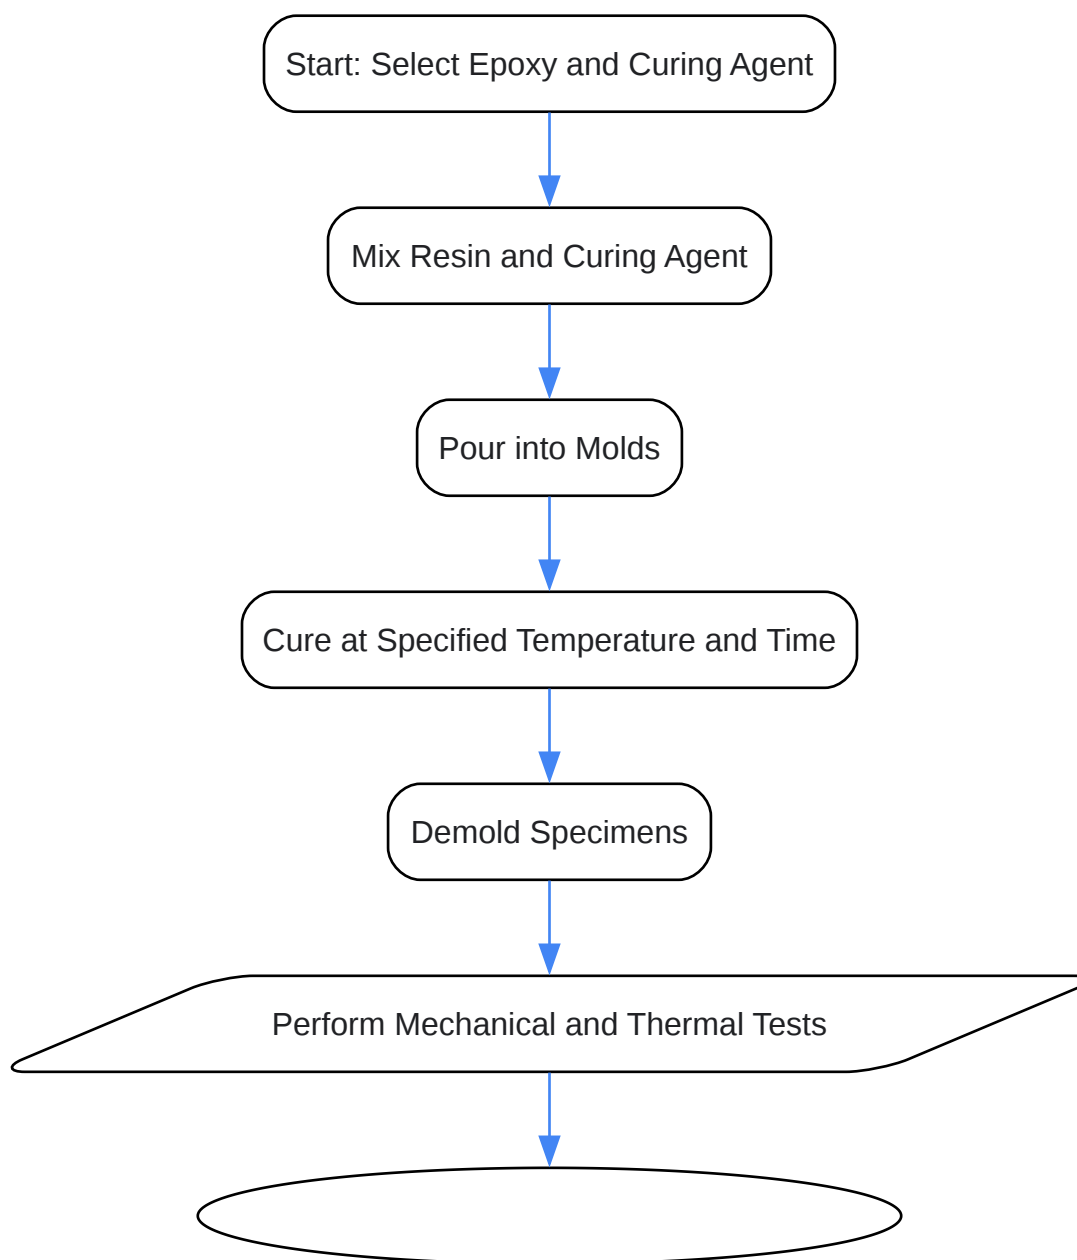 Start: Select Epoxy and Curing Agent
Mix Resin and Curing Agent
Pour into Molds
Cure at Specified Temperature and Time
Demold Specimens
Perform Mechanical and Thermal Tests